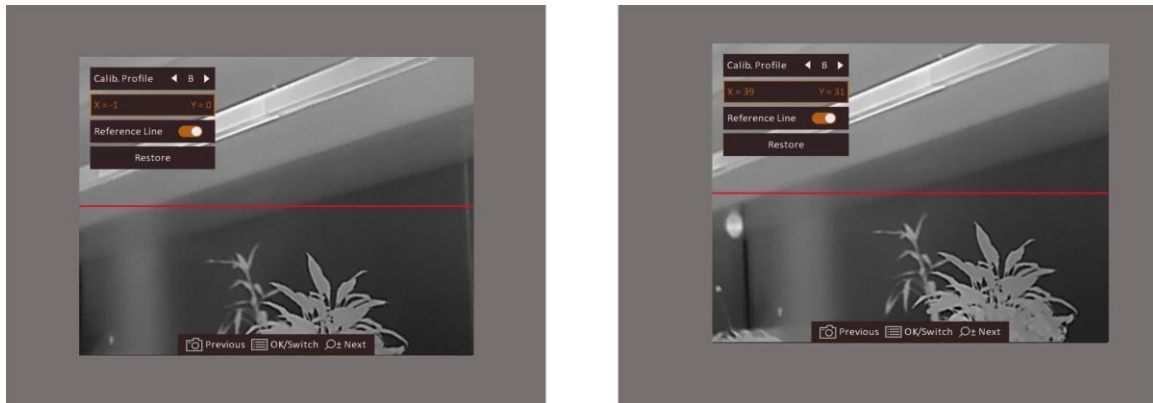 Calib. Profile B
X = -1 Y = 0
Reference Line
Restore
Previous OK/Switch Next
Calib. Profile B
X = 39 Y = 31
Reference Line
Restore
Previous OK/Switch Next